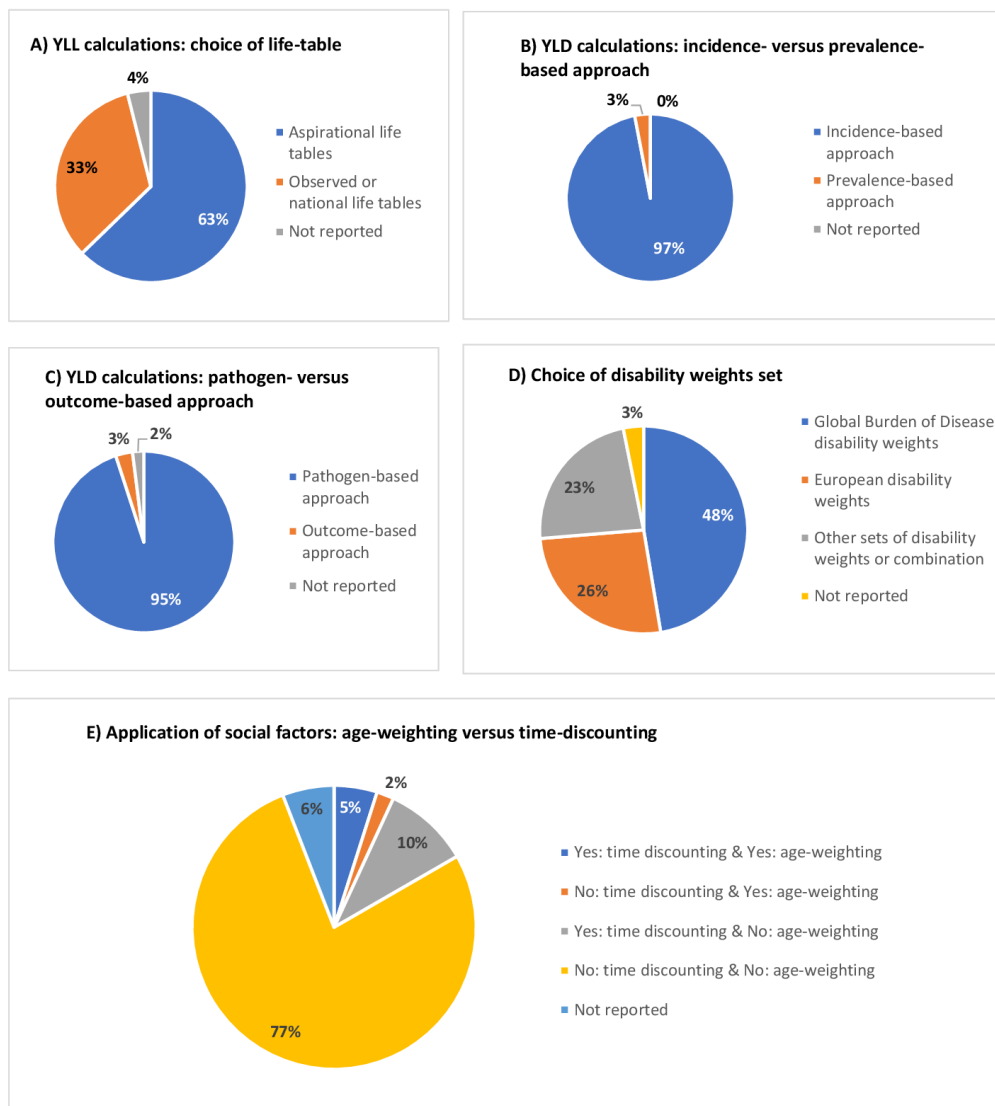 A) YLL calculations: choice of life-table
4%
33%
63%
Aspirational life
tables
Observed or
national life tables
Not reported
B) YLD calculations: incidence- versus prevalence-
based approach
3%
0%
97%
Incidence-based
approach
Prevalence-based
approach
Not reported
C) YLD calculations: pathogen- versus
outcome-based approach
3%
2%
95%
Pathogen-based
approach
Outcome-based
approach
Not reported
D) Choice of disability weights set
3%
23%
48%
26%
Global Burden of Disease
disability weights
European disability
weights
Other sets of disability
weights or combination
Not reported
E) Application of social factors: age-weighting versus time-discounting
6%
5%
2%
10%
77%
Yes: time discounting & Yes: age-weighting
No: time discounting & Yes: age-weighting
Yes: time discounting & No: age-weighting
No: time discounting & No: age-weighting
Not reported